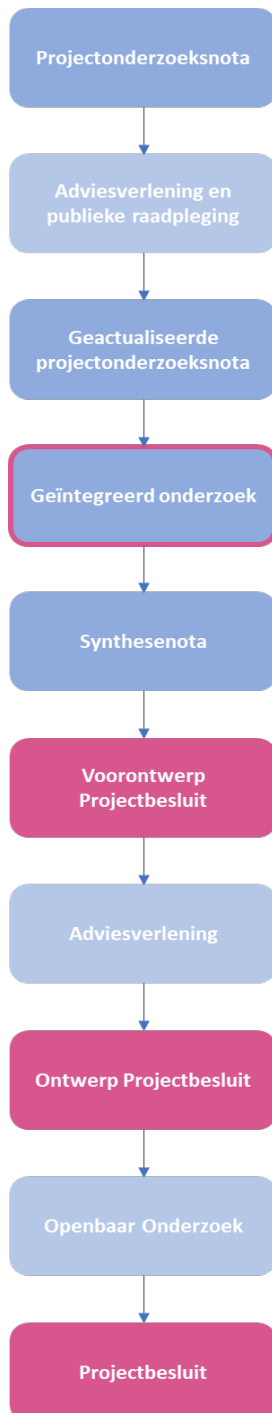 Projectonderzoeksnota
Adviesverlening en
publieke raadpleging
Geactualiseerde
projectonderzoeksnota
Geïntegreerd onderzoek
Synthesenota
Voorontwerp
Projectbesluit
Adviesverlening
Ontwerp Projectbesluit
Openbaar Onderzoek
Projectbesluit